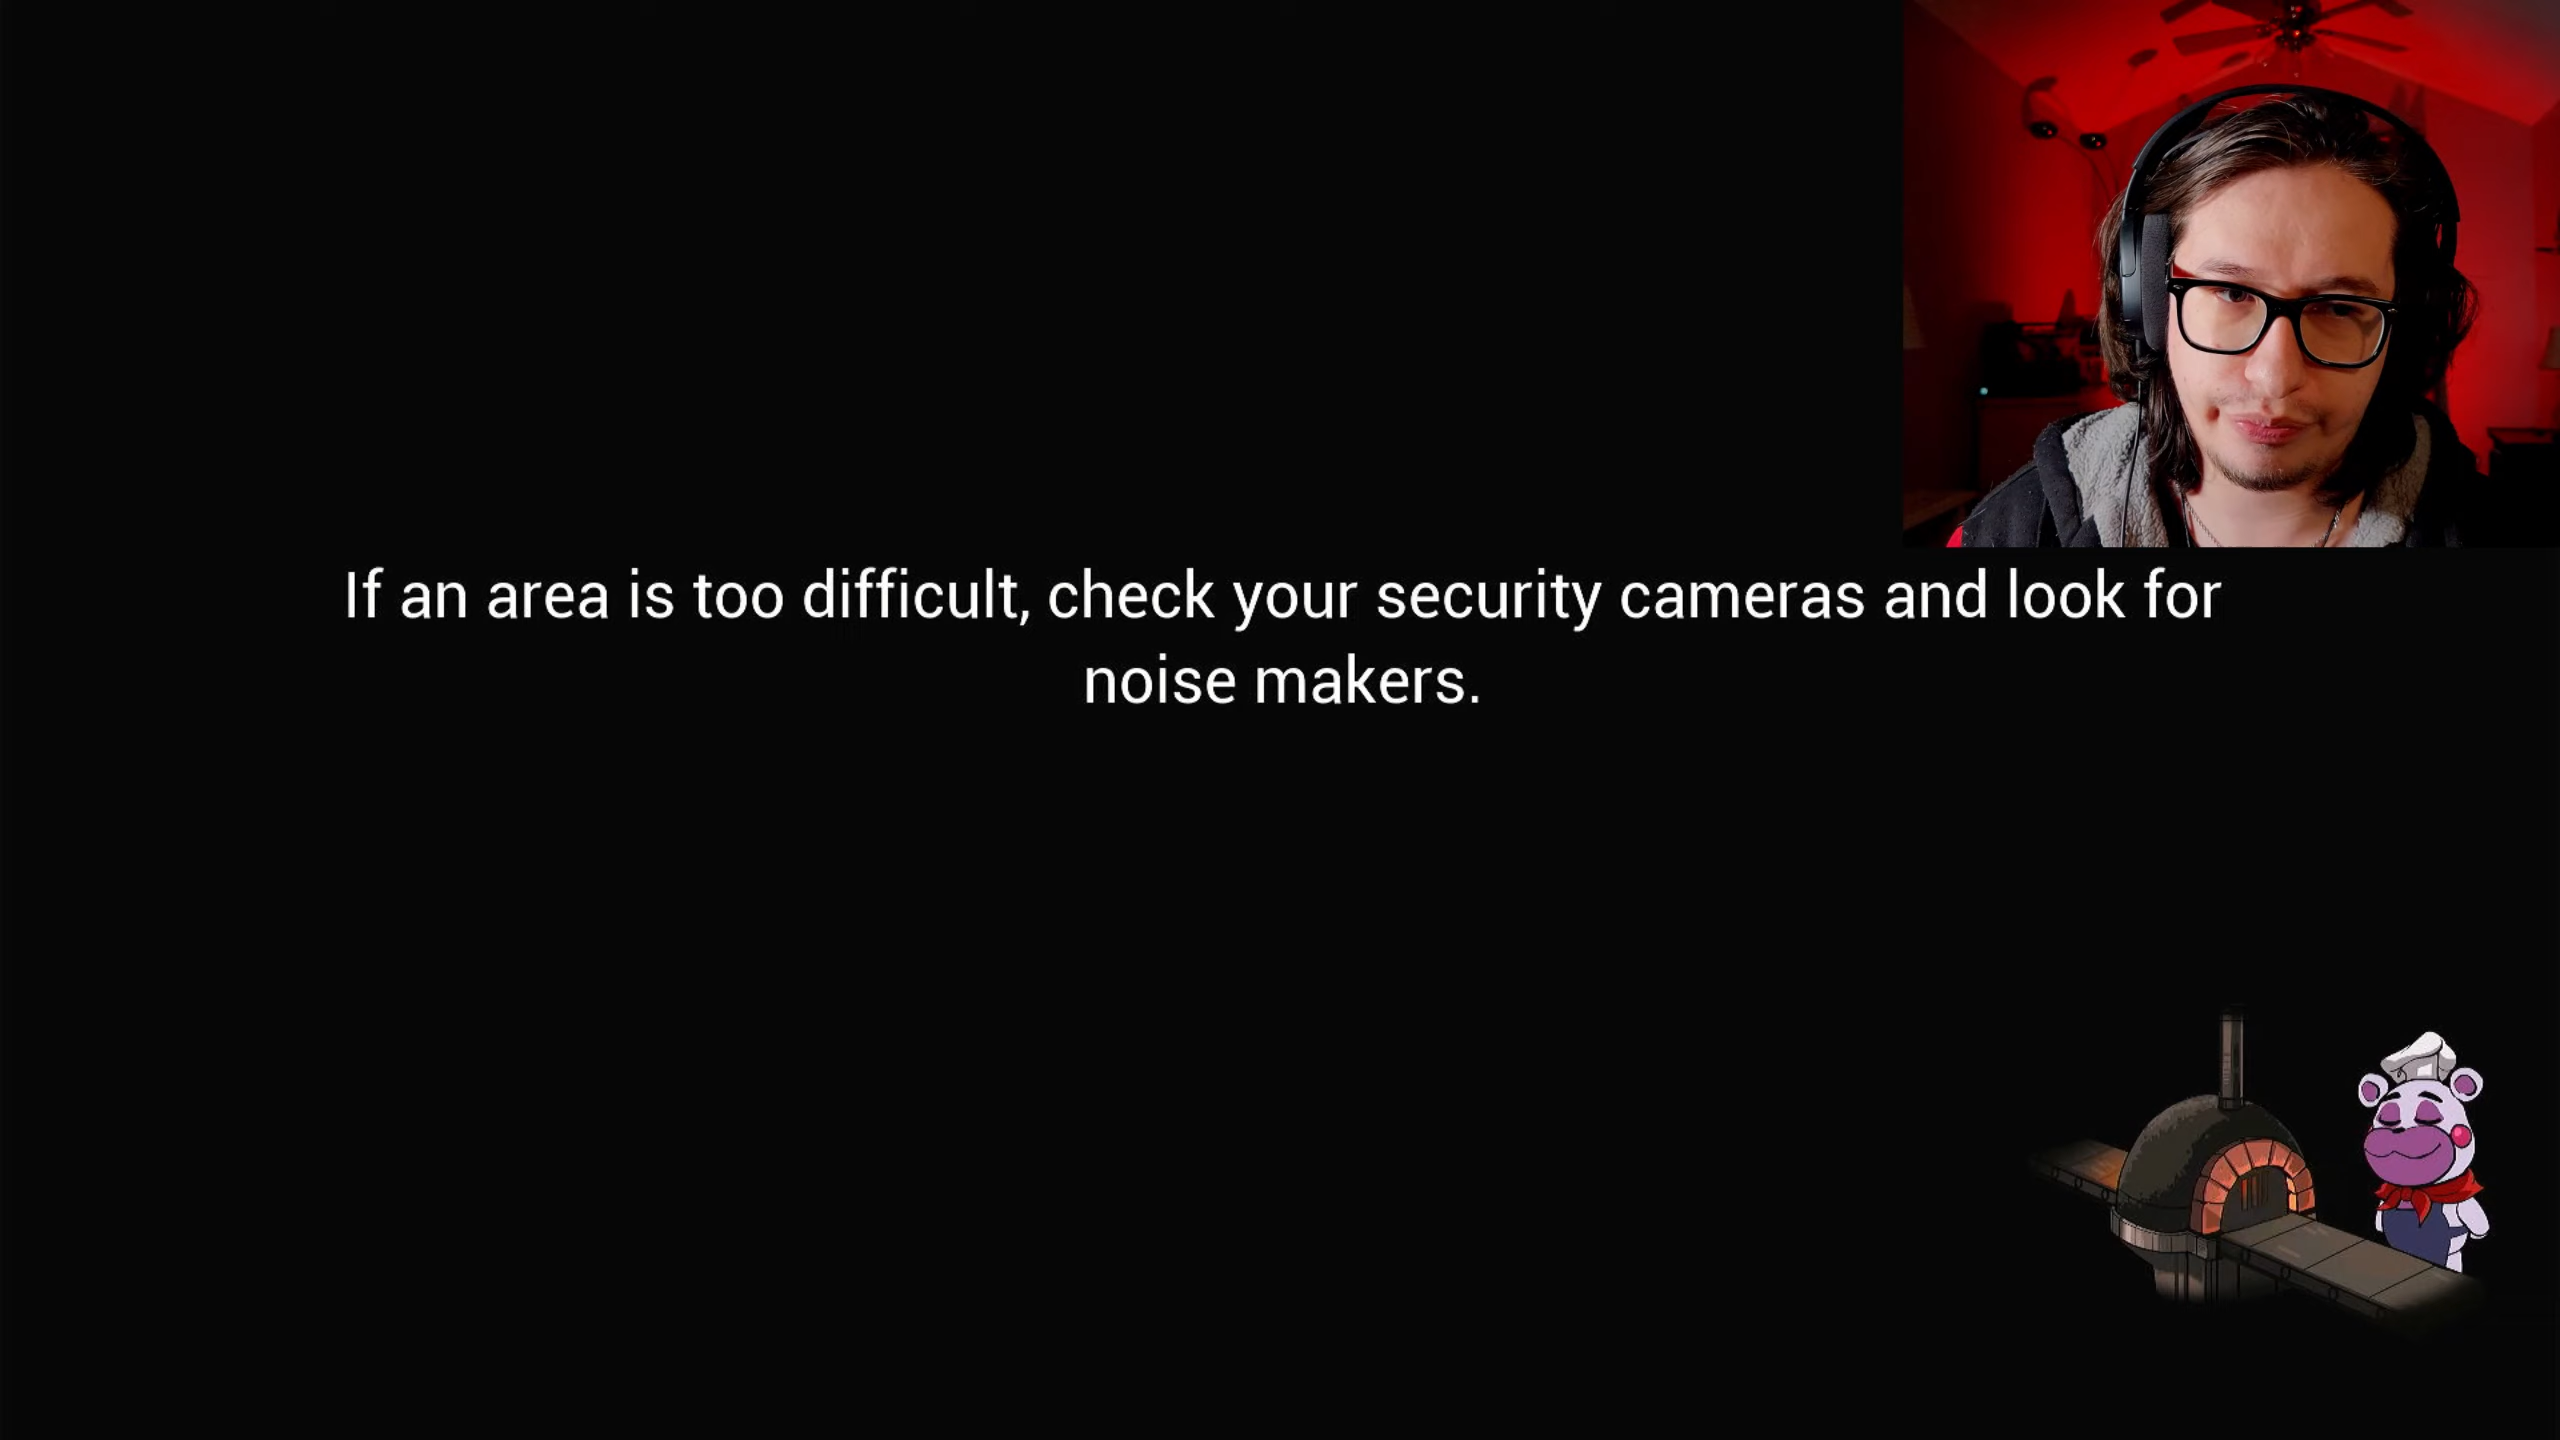 If an area is too difficult, check your security cameras and look for
noise makers.